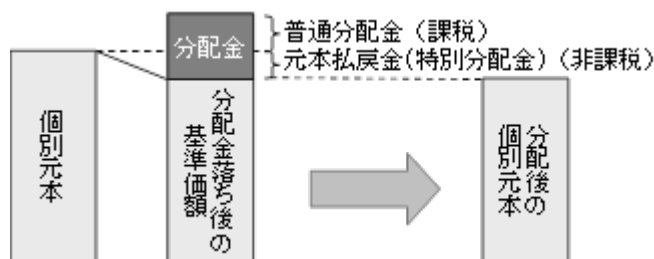 分配金
普通分配金（課税）
元本払戻金(特別分配金)（非課税）
個別元本
分配金落ち後の
基準価額
分配後の
個別元本